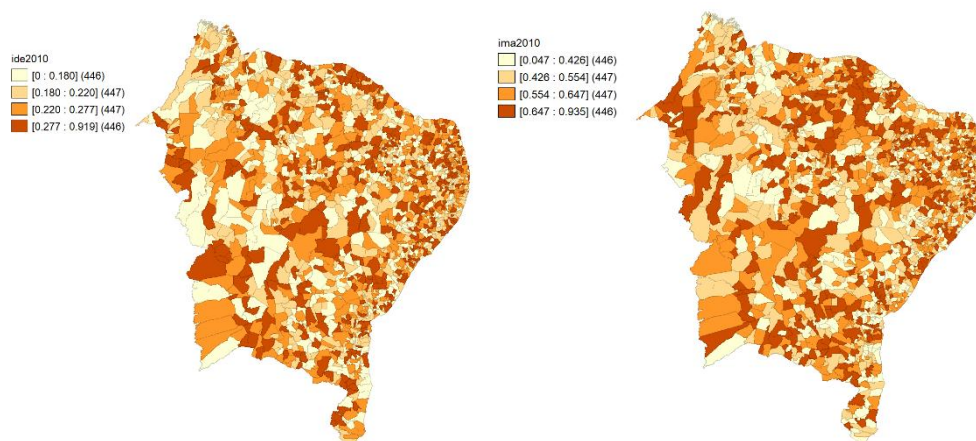 ide2010
[0 : 0.180] (446)
[0.180 : 0.220] (447)
[0.220 : 0.277] (447)
[0.277 : 0.919] (446)
ima2010
[0.047 : 0.426] (446)
[0.426 : 0.554] (447)
[0.554 : 0.647] (447)
[0.647 : 0.935] (446)